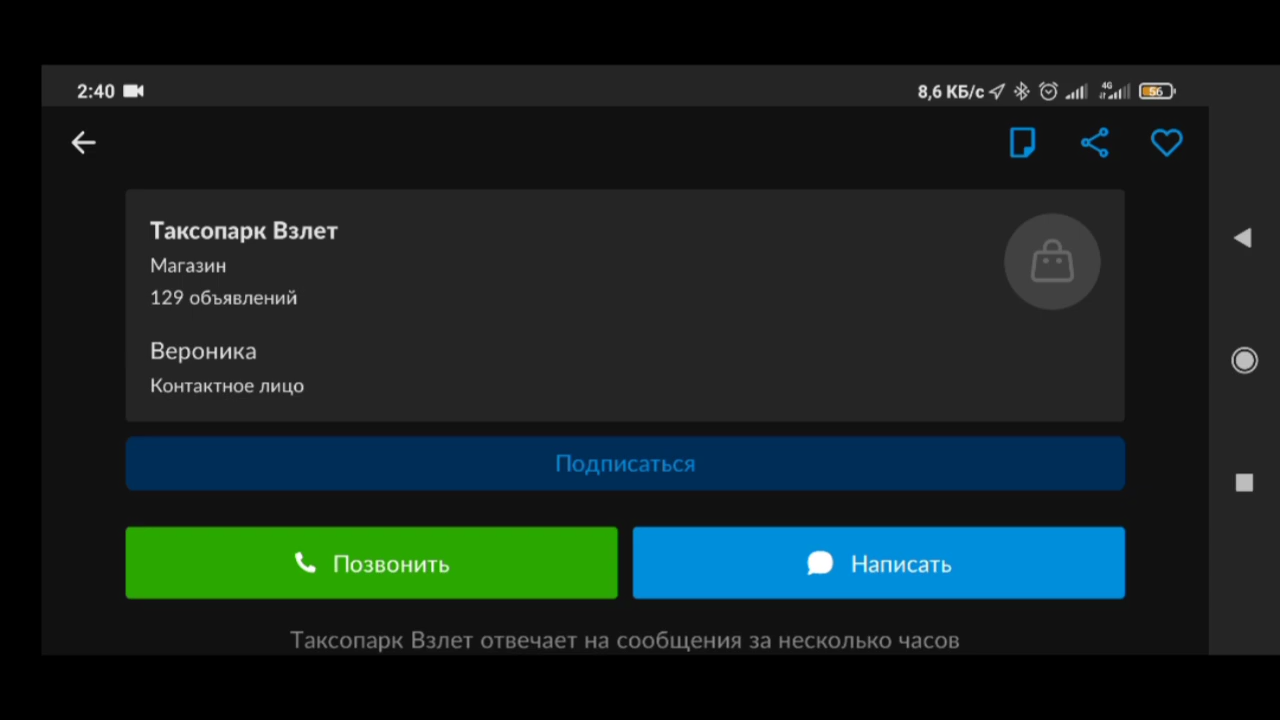 2:40
8,6 КБ/с 4G 56
Таксопарк Взлет
Магазин
129 объявлений
Вероника
Контактное лицо
Подписаться
Позвонить
Написать
Таксопарк Взлет отвечает на сообщения за несколько часов